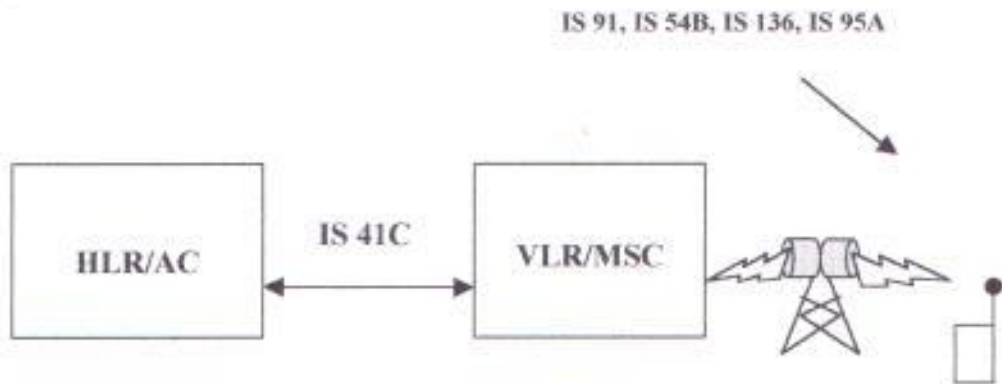 IS 91, IS 54B, IS 136, IS 95A
HLR/AC
IS 41C
VLR/MSC